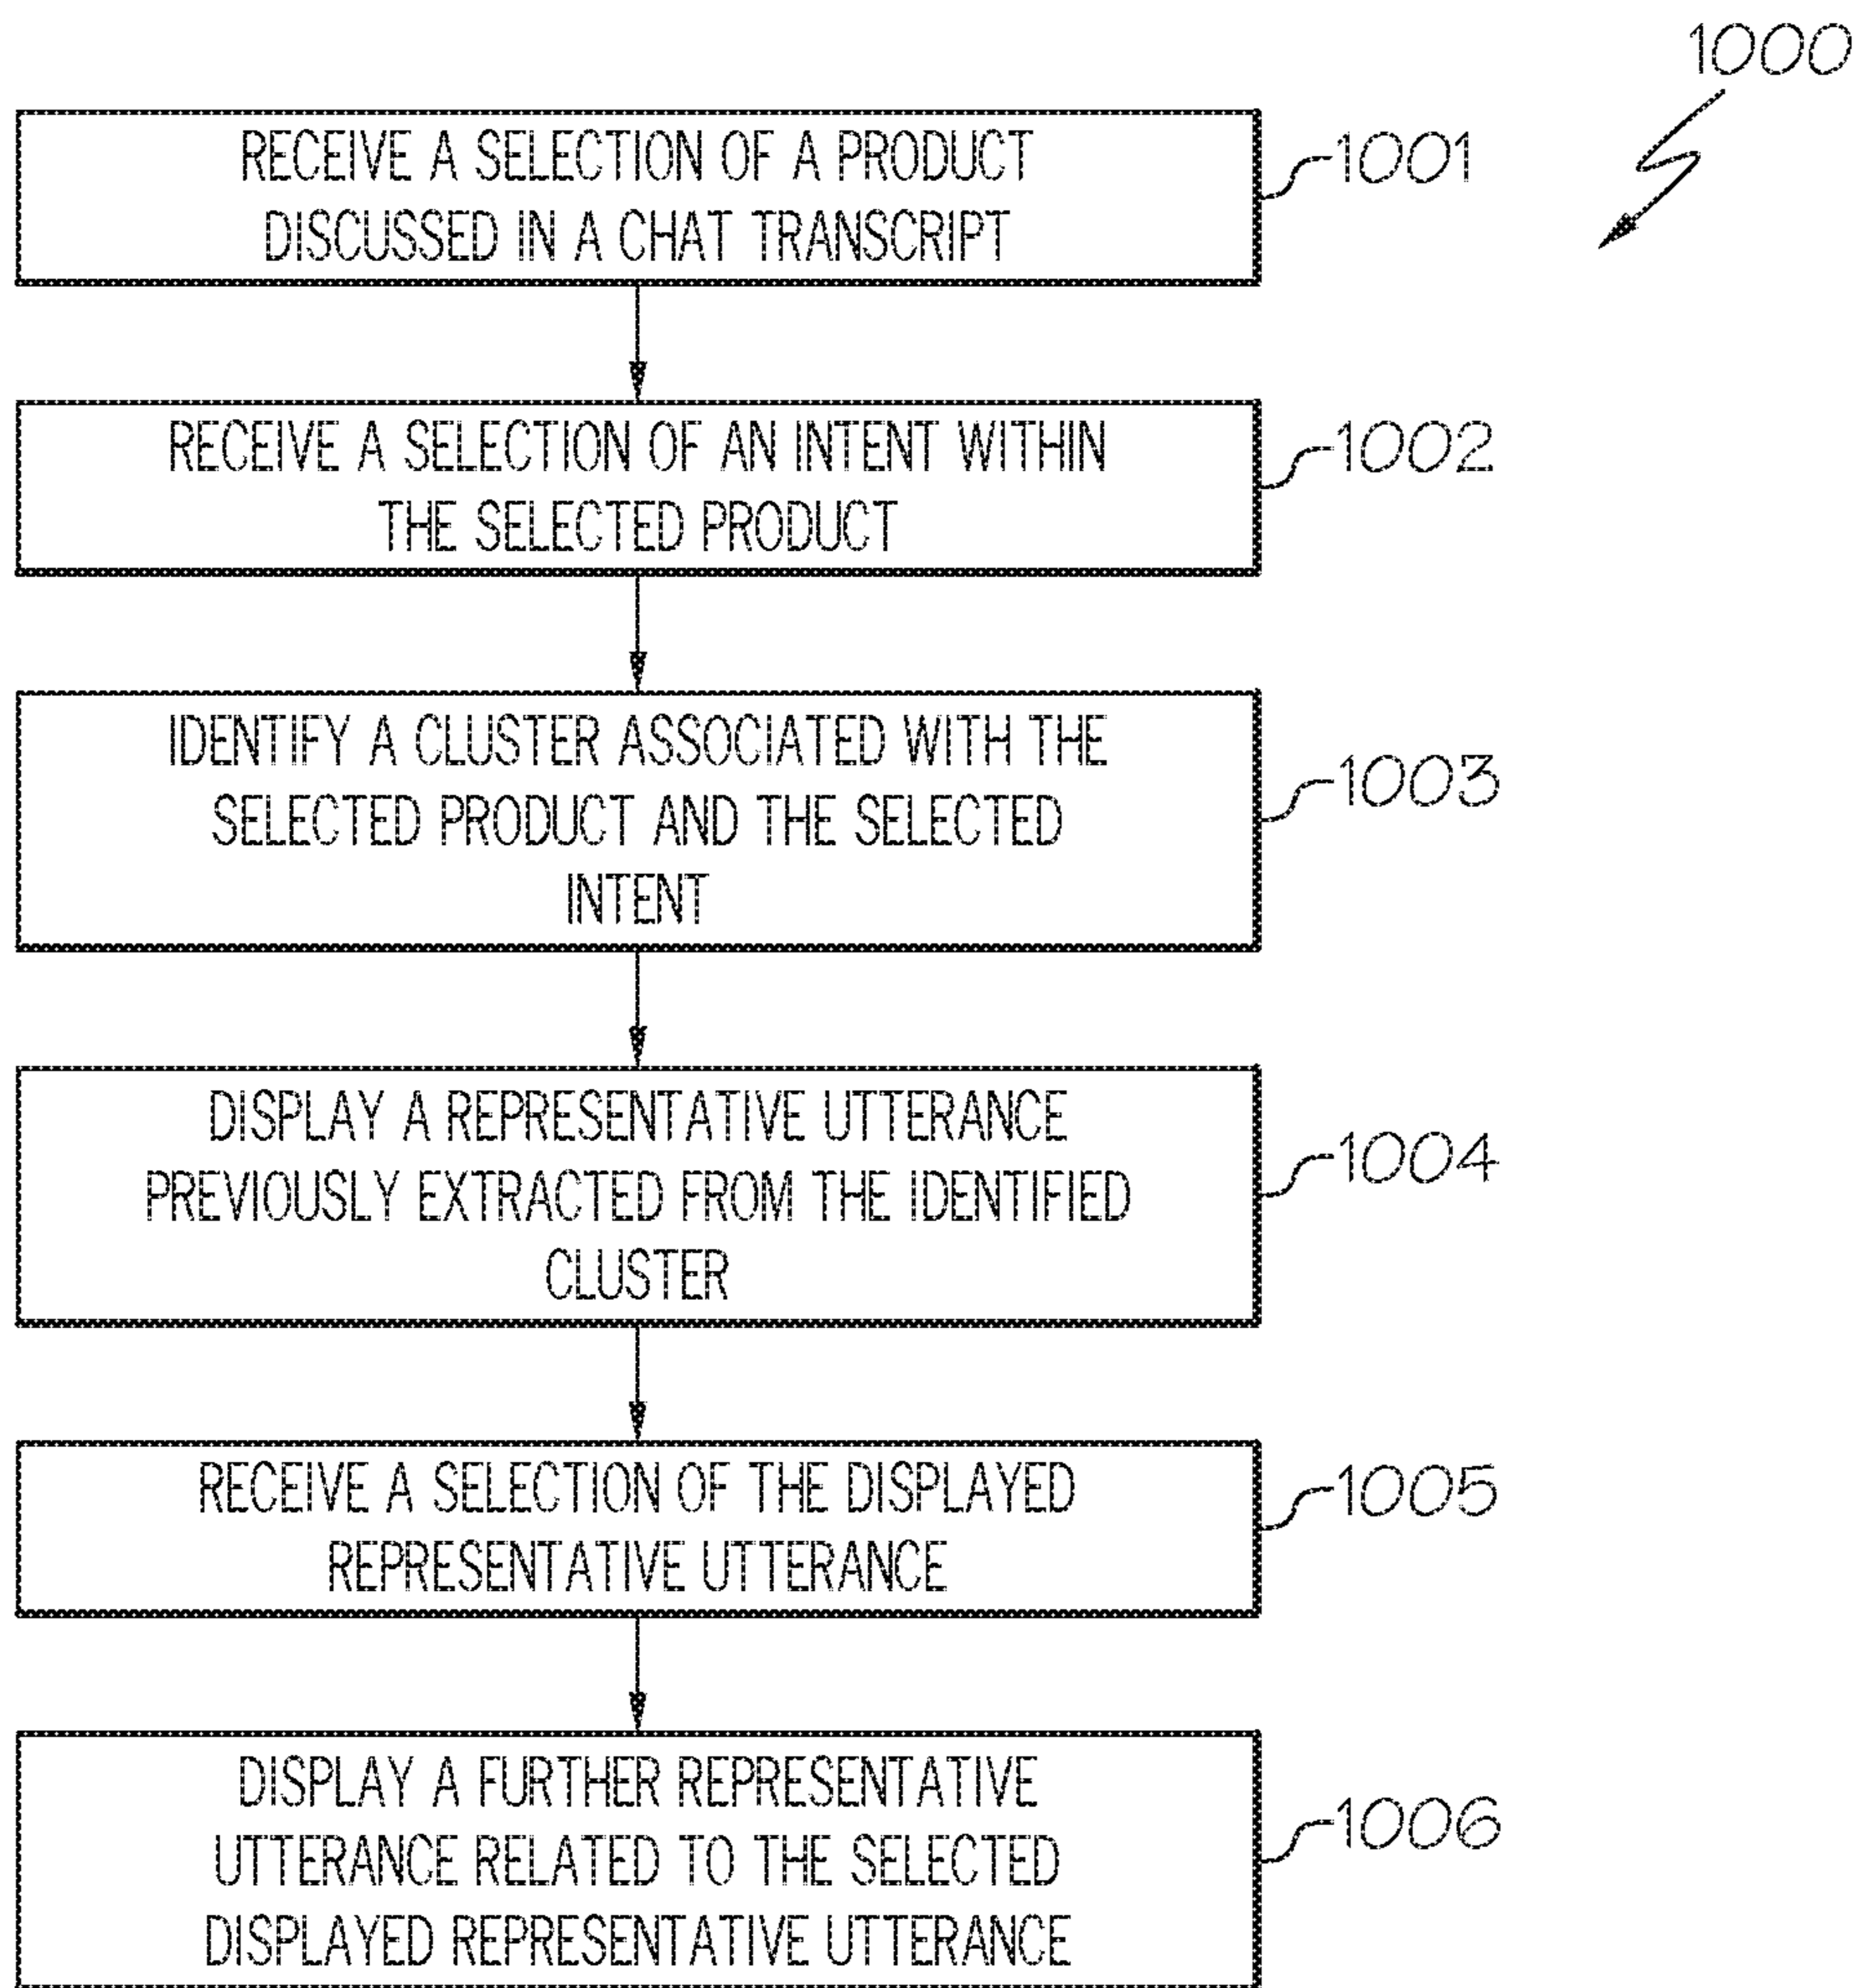 1000
RECEIVE A SELECTION OF A PRODUCT
DISCUSSED IN A CHAT TRANSCRIPT
1001
RECEIVE A SELECTION OF AN INTENT WITHIN
THE SELECTED PRODUCT
1002
IDENTIFY A CLUSTER ASSOCIATED WITH THE
SELECTED PRODUCT AND THE SELECTED
INTENT
1003
DISPLAY A REPRESENTATIVE UTTERANCE
PREVIOUSLY EXTRACTED FROM THE IDENTIFIED
CLUSTER
1004
RECEIVE A SELECTION OF THE DISPLAYED
REPRESENTATIVE UTTERANCE
1005
DISPLAY A FURTHER REPRESENTATIVE
UTTERANCE RELATED TO THE SELECTED
DISPLAYED REPRESENTATIVE UTTERANCE
1006